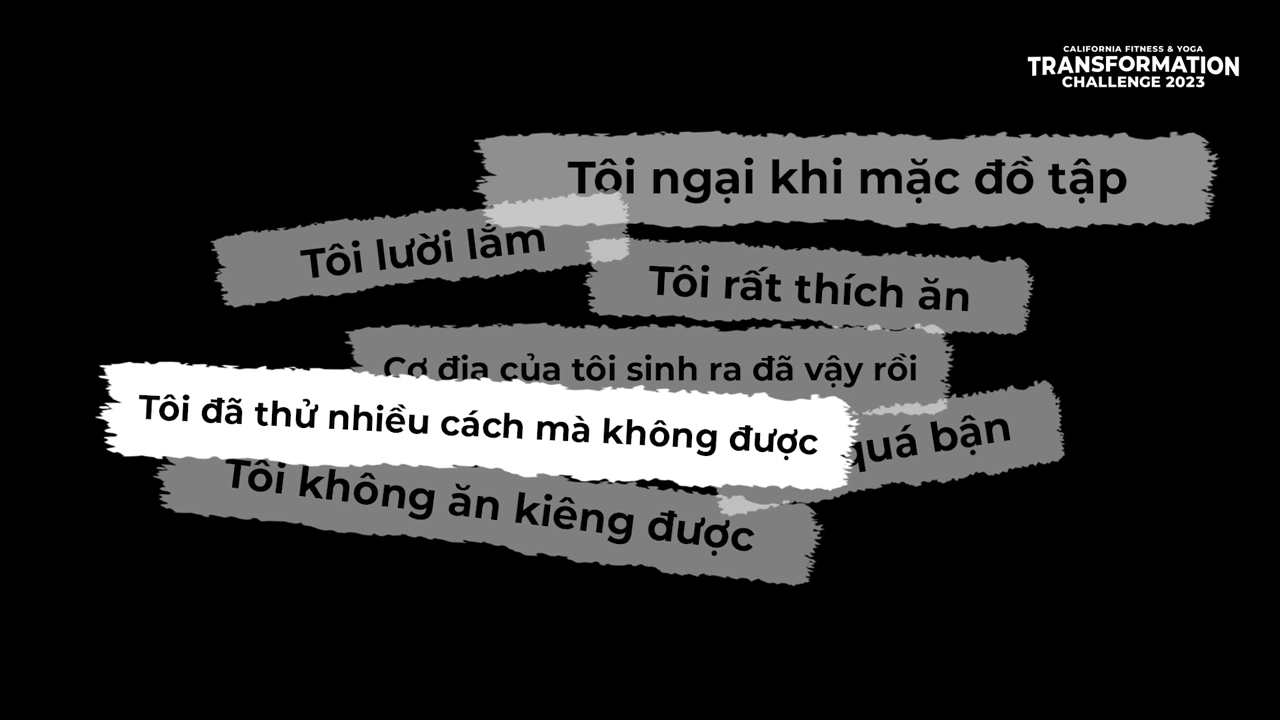 CALIFORNIA FITNESS & YOGA
TRANSFORMATION
CHALLENGE 2023
Tôi ngại khi mặc đồ tập
Tôi lười lắm
Tôi rất thích ăn
Cơ địa của tôi sinh ra đã vậy rồi
Tôi đã thử nhiều cách mà không được
quá bận
Tôi không ăn kiêng được